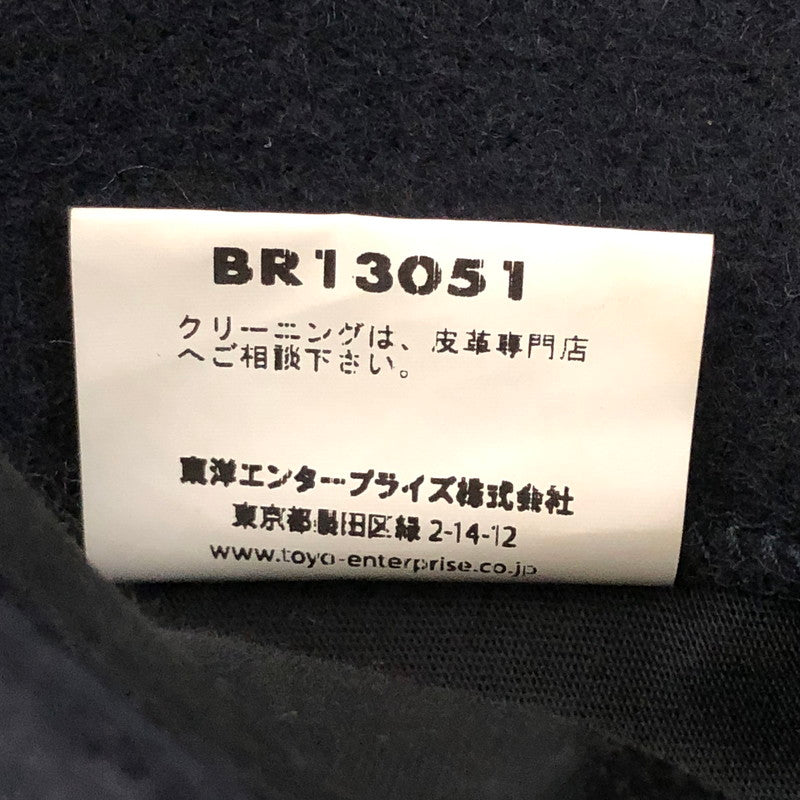 BR13051
クリーニングは、皮革専門店
へご相談下さい。
東洋エンタープライズ株式会社
東京都墨田区緑 2-14-12
www.toyo-enterprise.co.jp